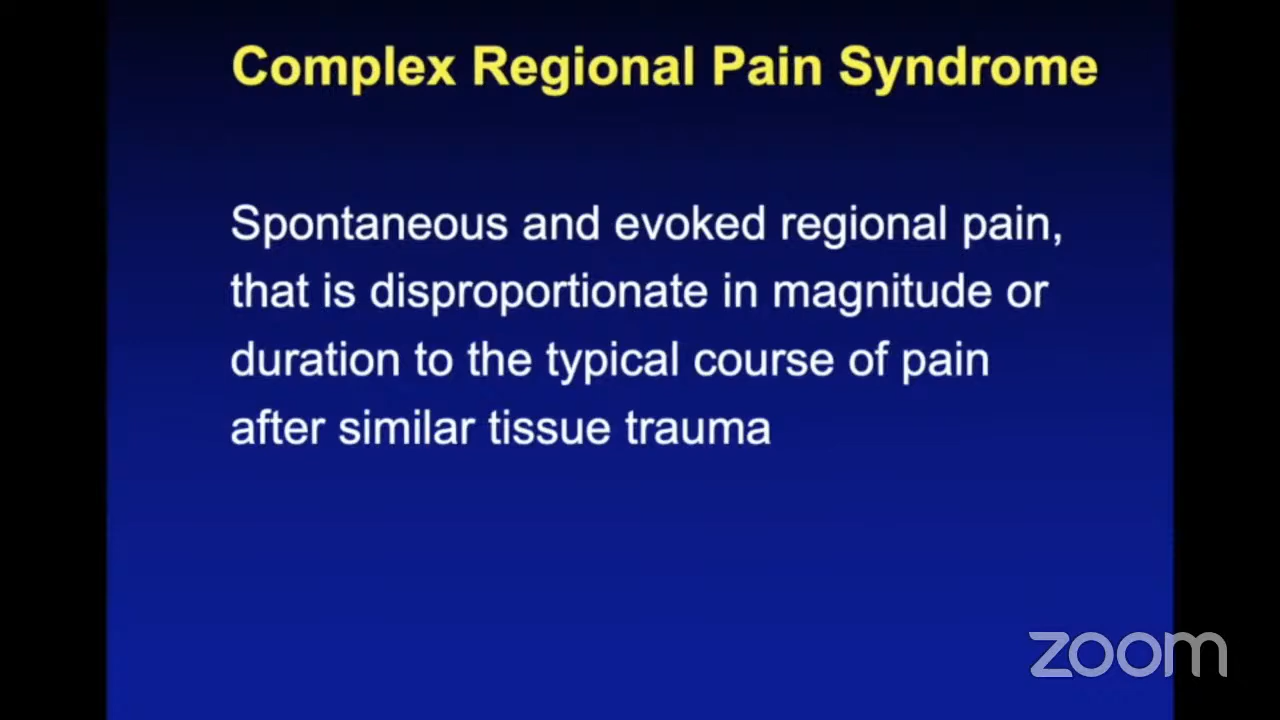 Complex Regional Pain Syndrome
Spontaneous and evoked regional pain,
that is disproportionate in magnitude or
duration to the typical course of pain
after similar tissue trauma
zoom